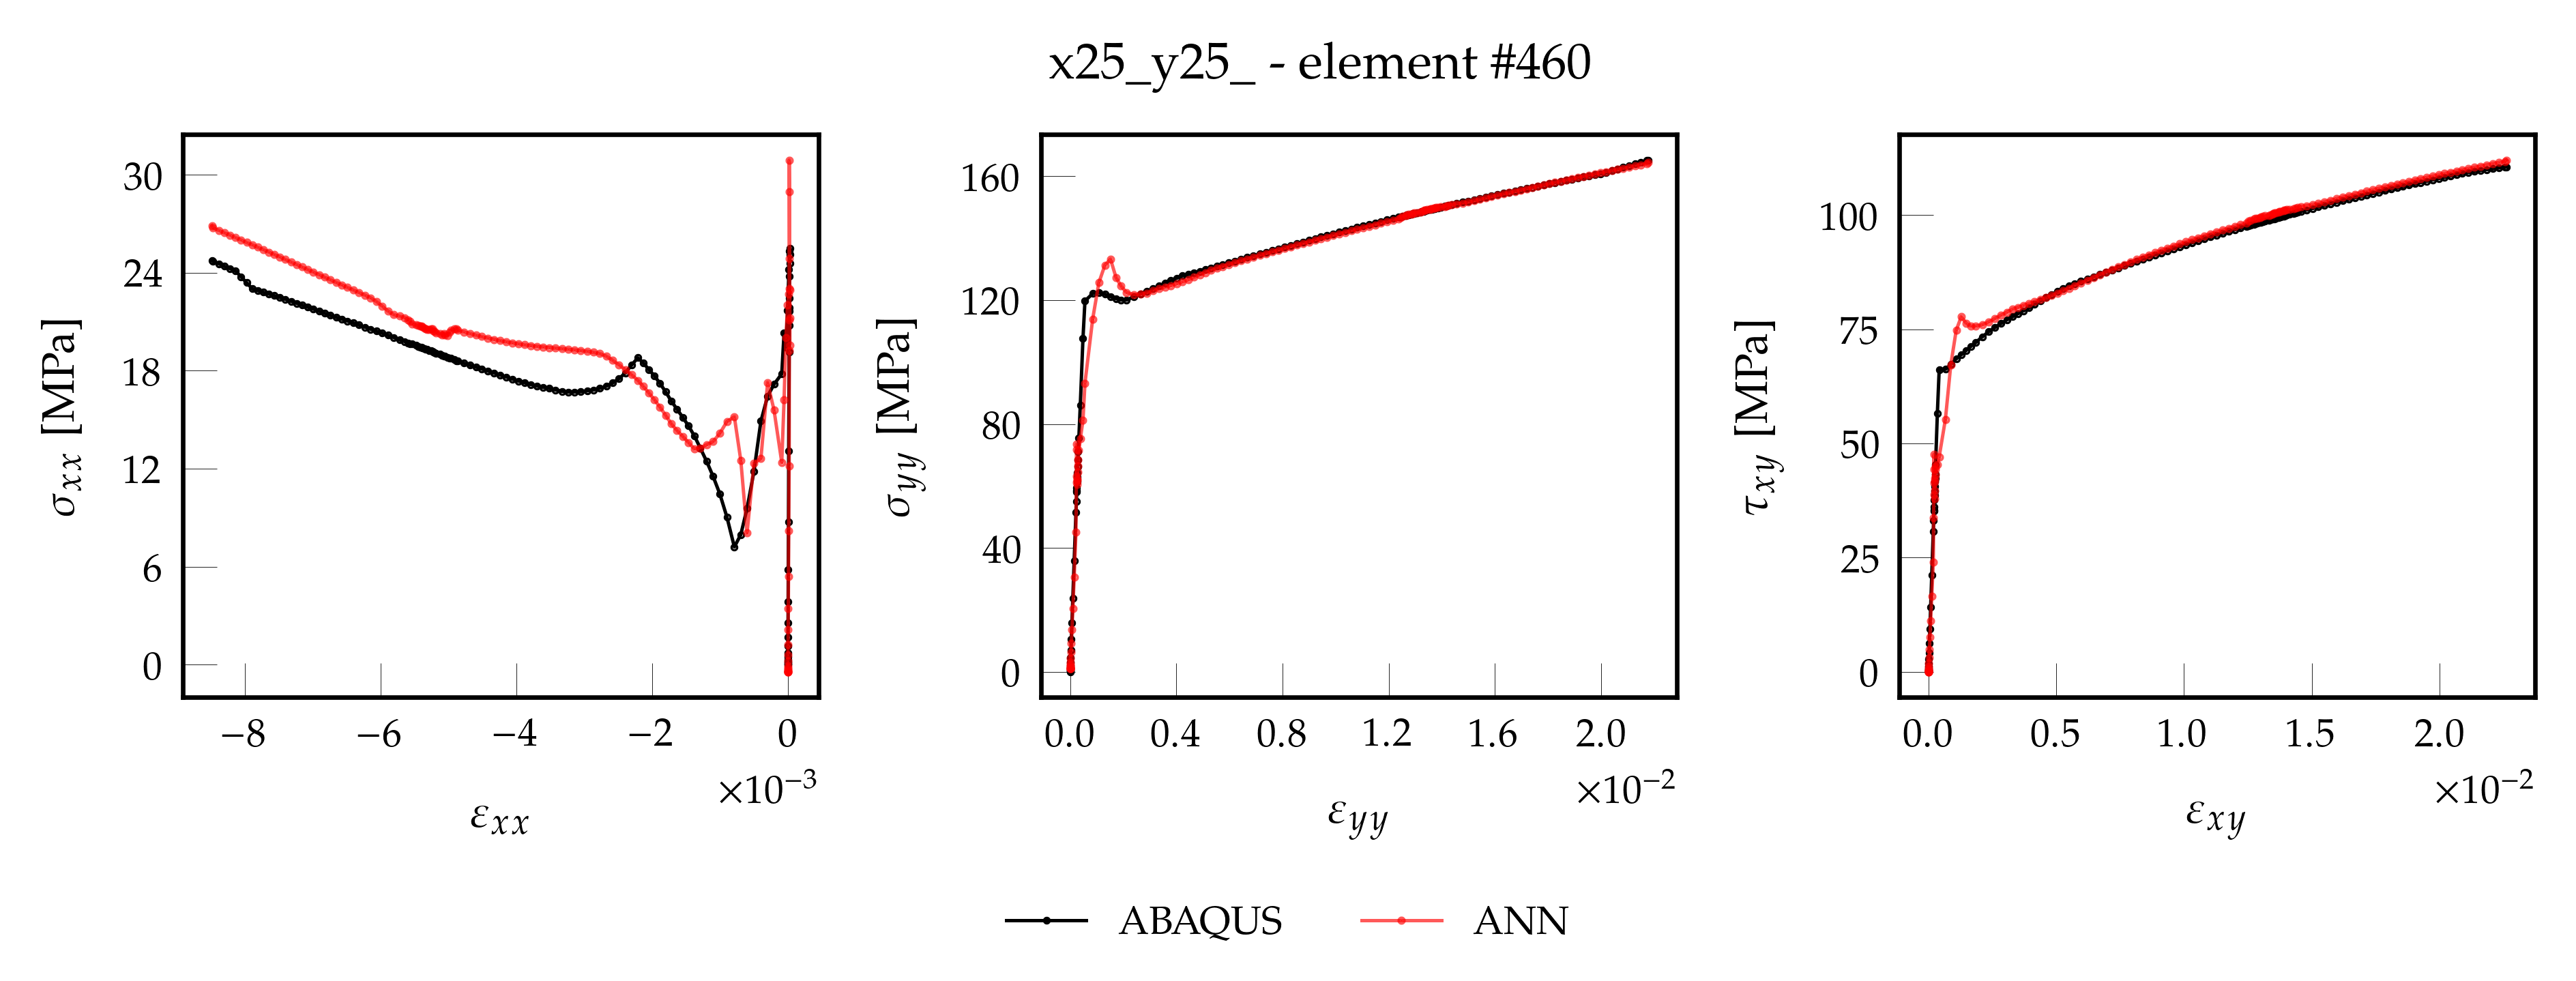 x25_y25_ - element #460
σxx [MPa]
30
24
18
12
6
0
−8 −6 −4 −2 0
×10−3
εxx
σyy [MPa]
160
120
80
40
0
0.0 0.4 0.8 1.2 1.6 2.0
×10−2
εyy
τxy [MPa]
100
75
50
25
0
0.0 0.5 1.0 1.5 2.0
×10−2
εxy
ABAQUS ANN